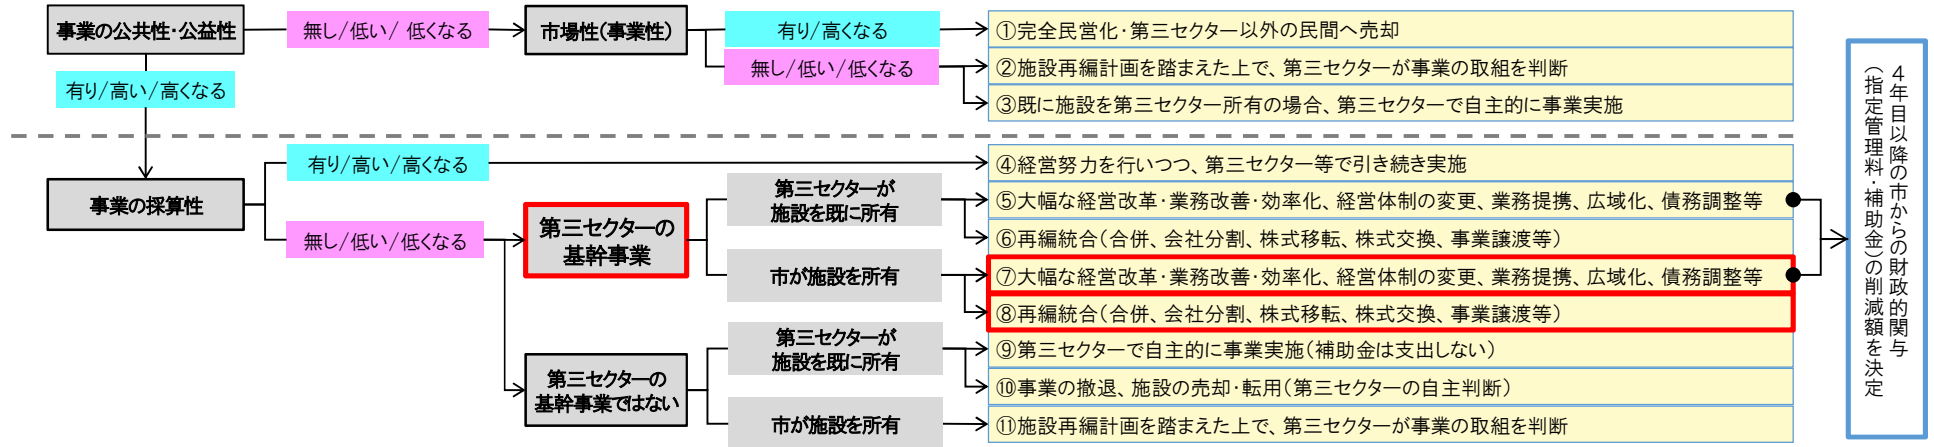 事業の公共性・公益性
無し/低い/ 低くなる
市場性(事業性)
有り/高くなる
①完全民営化・第三セクター以外の民間へ売却
無し/低い/低くなる
②施設再編計画を踏まえた上で、第三セクターが事業の取組を判断
有り/高い/高くなる
③既に施設を第三セクター所有の場合、第三セクターで自主的に事業実施
事業の採算性
有り/高い/高くなる
④経営努力を行いつつ、第三セクター等で引き続き実施
無し/低い/低くなる
第三セクターの
基幹事業
第三セクターが
施設を既に所有
⑤大幅な経営改革・業務改善・効率化、経営体制の変更、業務提携、広域化、債務調整等
⑥再編統合(合併、会社分割、株式移転、株式交換、事業譲渡等)
市が施設を所有
⑦大幅な経営改革・業務改善・効率化、経営体制の変更、業務提携、広域化、債務調整等
⑧再編統合(合併、会社分割、株式移転、株式交換、事業譲渡等)
第三セクターの
基幹事業ではない
第三セクターが
施設を既に所有
⑨第三セクターで自主的に事業実施(補助金は支出しない)
⑩事業の撤退、施設の売却・転用(第三セクターの自主判断)
市が施設を所有
⑪施設再編計画を踏まえた上で、第三セクターが事業の取組を判断
4年目以降の市からの財政的関与
(指定管理料・補助金)の削減額を決定